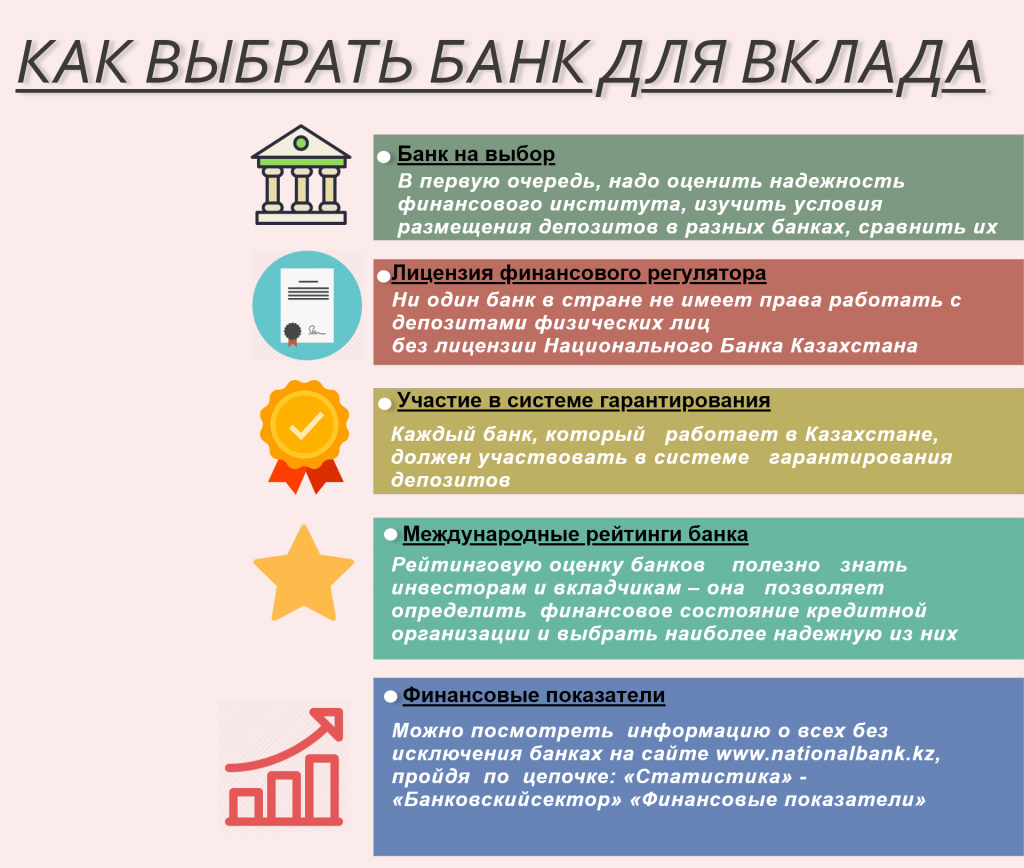 КАК ВЫБРАТЬ БАНК ДЛЯ ВКЛАДА
Банк на выбор
В первую очередь, надо оценить надежность
финансового института, изучить условия
размещения депозитов в разных банках, сравнить их
Лицензия финансового регулятора
Ни один банк в стране не имеет права работать с
депозитами физических лиц
без лицензии Национального Банка Казахстана
Участие в системе гарантирования
Каждый банк, который работает в Казахстане,
должен участвовать в системе гарантирования
депозитов
Международные рейтинги банка
Рейтинговую оценку банков полезно знать
инвесторам и вкладчикам – она позволяет
определить финансовое состояние кредитной
организации и выбрать наиболее надежную из них
Финансовые показатели
Можно посмотреть информацию о всех без
исключения банках на сайте www.nationalbank.kz,
пройдя по цепочке: «Статистика» -
«Банковскийсектор» «Финансовые показатели»